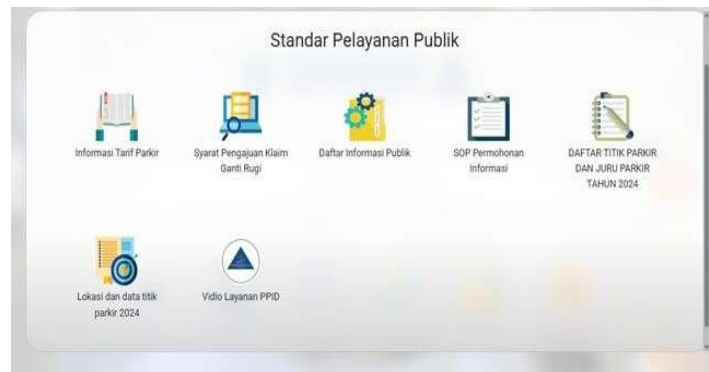 Standar Pelayanan Publik
Informasi Tarif Parkir
Syarat Pengajuan Klaim
Ganti Rugi
Daftar Informasi Publik
SOP Permohonan
Informasi
DAFTAR TITIK PARKIR
DAN JURU PARKIR
TAHUN 2024
Lokasi dan data titik
parkir 2024
Vidio Layanan PPID